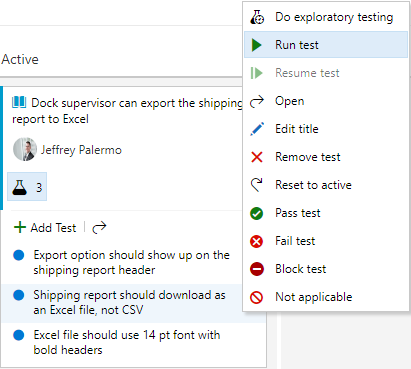 Active
Dock supervisor can export the shipping
report to Excel
Jeffrey Palermo
3
Add Test
Export option should show up on the
shipping report header
Shipping report should download as
an Excel file, not CSV
Excel file should use 14 pt font with
bold headers
Do exploratory testing
Run test
Resume test
Open
Edit title
Remove test
Reset to active
Pass test
Fail test
Block test
Not applicable